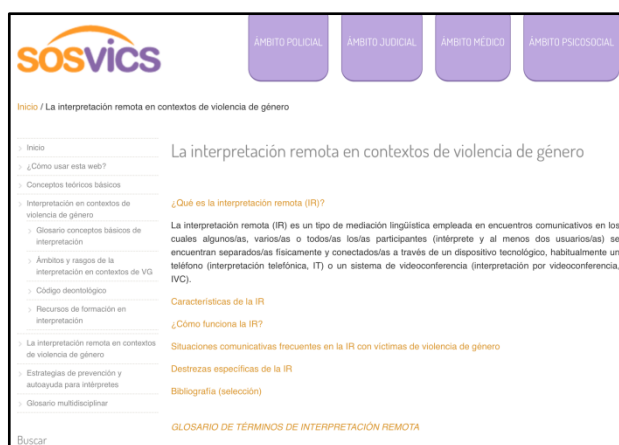 SOSVICS
ÁMBITO POLICIAL
ÁMBITO JUDICIAL
ÁMBITO MÉDICO
ÁMBITO PSICOSOCIAL
Inicio / La interpretación remota en contextos de violencia de género
> Inicio
> ¿Cómo usar esta web?
> Conceptos teóricos básicos
> Interpretación en contextos de
violencia de género
> Glosario conceptos básicos de
interpretación
> Ámbitos y rasgos de la
interpretación en contextos de VG
> Código deontológico
> Recursos de formación en
interpretación
> La interpretación remota en contextos
de violencia de género
> Estrategias de prevención y
autoayuda para intérpretes
> Glosario multidisciplinar
Buscar
La interpretación remota en contextos de violencia de género
¿Qué es la interpretación remota (IR)?
La interpretación remota (IR) es un tipo de mediación lingüística empleada en encuentros comunicativos en los
cuales algunos/as, varios/as o todos/as los/as participantes (intérprete y al menos dos usuarios/as) se
encuentran separados/as físicamente y conectados/as a través de un dispositivo tecnológico, habitualmente un
teléfono (interpretación telefónica, IT) o un sistema de videoconferencia (interpretación por videoconferencia,
IVC).
Características de la IR
¿Cómo funciona la IR?
Situaciones comunicativas frecuentes en la IR con víctimas de violencia de género
Destrezas específicas de la IR
Bibliografía (selección)
GLOSARIO DE TÉRMINOS DE INTERPRETACIÓN REMOTA